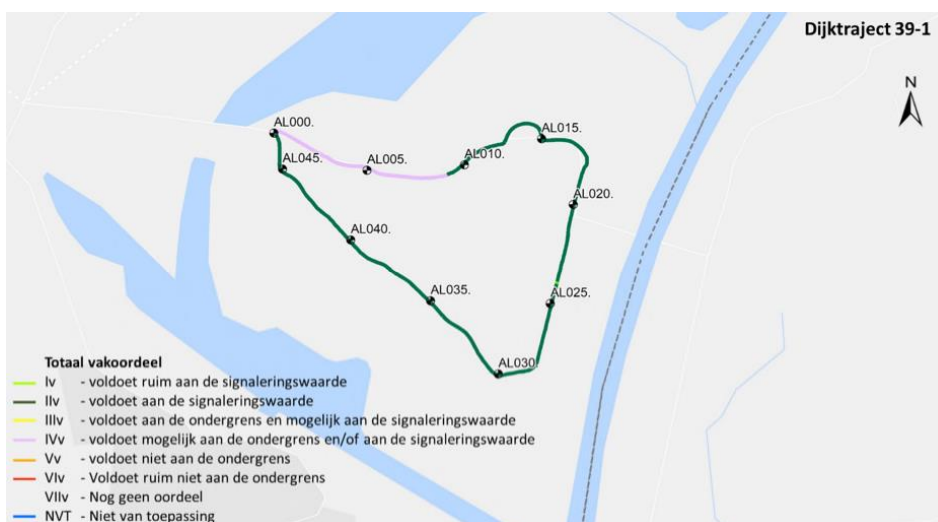 Dijktraject 39-1
N
AL000.
AL015.
AL010.
AL045.
AL005.
AL020.
AL040.
AL035.
AL025.
AL030
Totaal vakoordeel
Iv - voldoet ruim aan de signaleringswaarde
IIv - voldoet aan de signaleringswaarde
IIIv - voldoet aan de ondergrens en mogelijk aan de signaleringswaarde
IVv - voldoet mogelijk aan de ondergrens en/of aan de signaleringswaarde
Vv - voldoet niet aan de ondergrens
VIv - Voldoet ruim niet aan de ondergrens
VIIv - Nog geen oordeel
NVT - Niet van toepassing